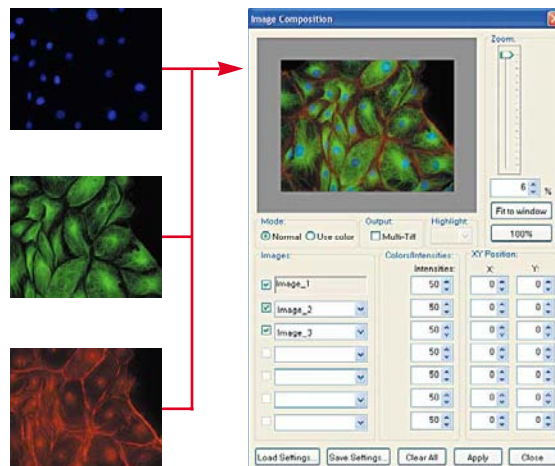 Image Composition
Zoom:
6 %
Fit to window
100%
Mode:
Normal Use color
Output:
Multi-Tiff
Highlight:
Images:
Colors/Intensities:
XY Position:
Intensities:
X:
Y:
Image_1 50 0 0
Image_2 50 0 0
Image_3 50 0 0
50 0 0
50 0 0
50 0 0
50 0 0
Load Settings... Save Settings... Clear All Apply Close